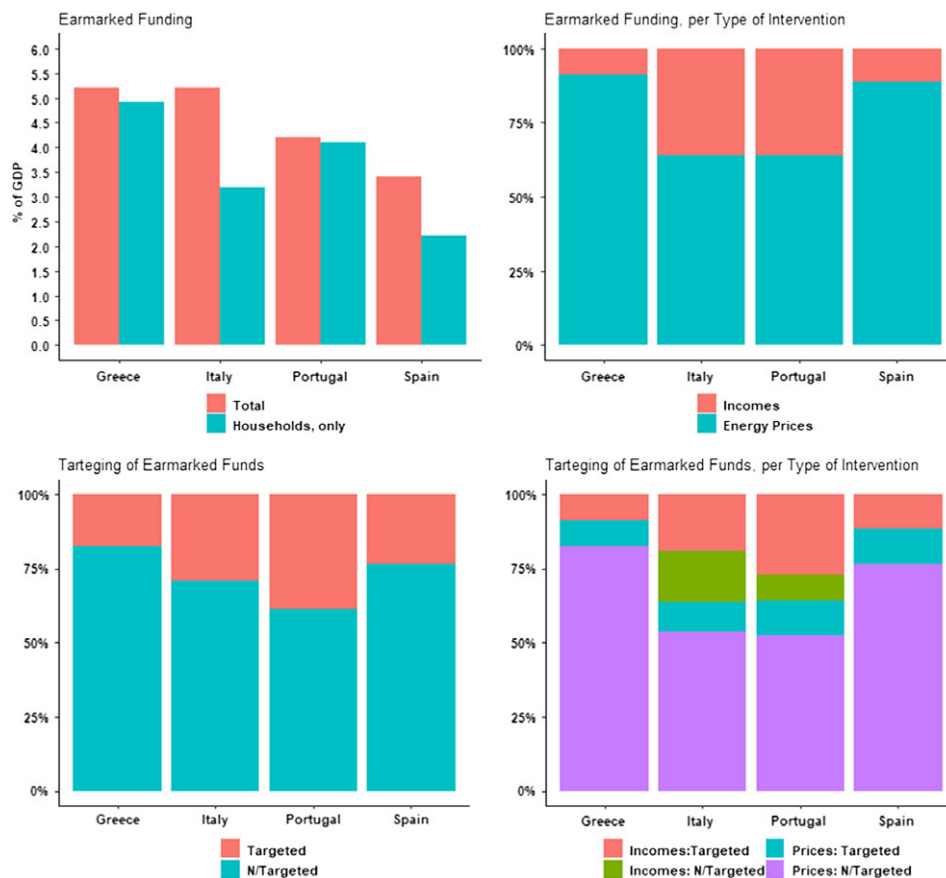 Earmarked Funding
6.0
5.5
5.0
4.5
4.0
3.5
3.0
2.5
2.0
1.5
1.0
0.5
0.0
% of GDP
Greece Italy Portugal Spain
Total
Households, only
Earmarked Funding, per Type of Intervention
100%
75%
50%
25%
0%
Greece Italy Portugal Spain
Incomes
Energy Prices
Tarteging of Earmarked Funds
100%
75%
50%
25%
0%
Greece Italy Portugal Spain
Targeted
N/Targeted
Tarteging of Earmarked Funds, per Type of Intervention
100%
75%
50%
25%
0%
Greece Italy Portugal Spain
Incomes:Targeted Prices: Targeted
Incomes: N/Targeted Prices: N/Targeted